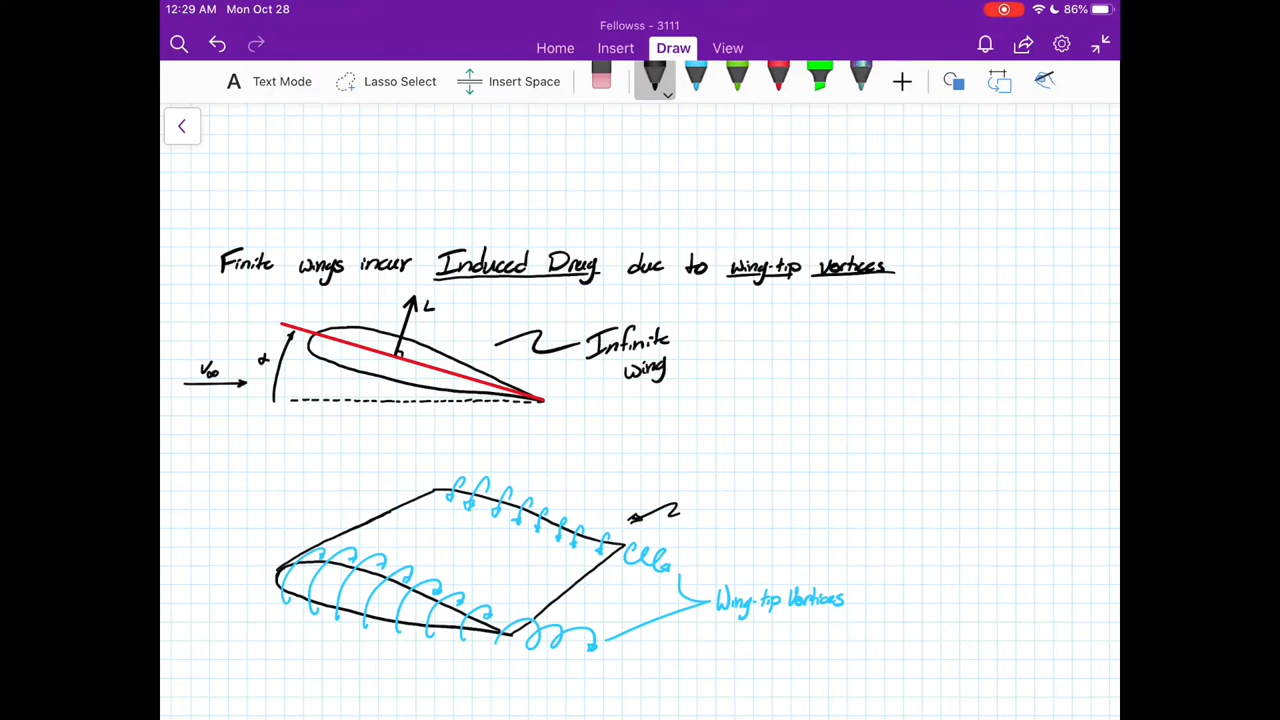 12:29 AM Mon Oct 28
86%
Fellowss - 3111
Home Insert Draw View
Text Mode Lasso Select Insert Space
Finite wings incur Induced Drag due to wing-tip vortices
L
Infinite
wing
α
V∞
Wing-tip Vortices